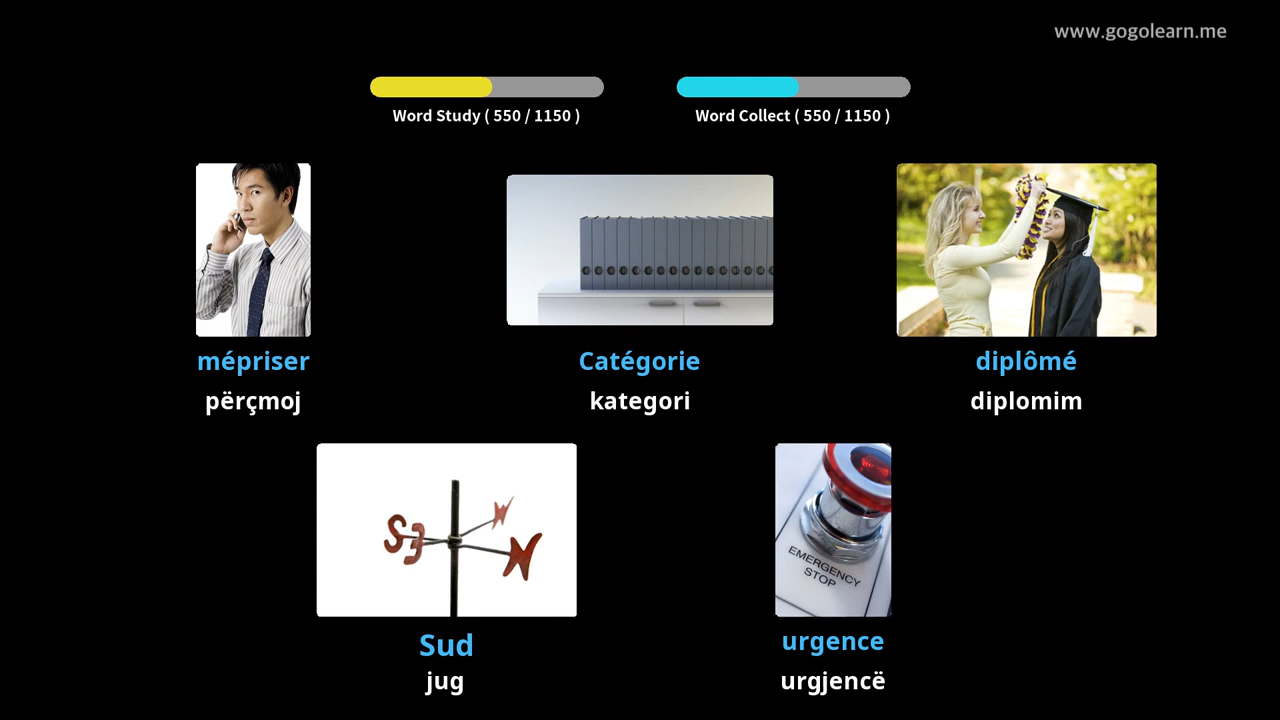 www.gogolearn.me
Word Study ( 550 / 1150 )
Word Collect ( 550 / 1150 )
mépriser
përçmoj
Catégorie
kategori
diplômé
diplomim
S E N
EMERGENCY
STOP
Sud
jug
urgence
urgjencë